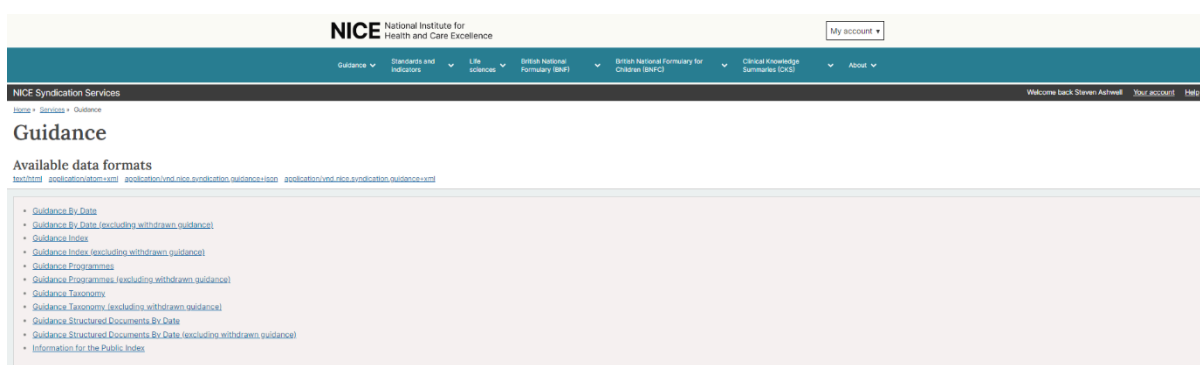 NICE National Institute for
Health and Care Excellence
My account ▾
Guidance
Standards and
indicators
Life
sciences
British National
Formulary (BNF)
British National Formulary for
Children (BNFC)
Clinical Knowledge
Summaries (CKS)
About
NICE Syndication Services
Welcome back Steven Ashwell Your account Help
Home › Services › Guidance
Guidance
Available data formats
text/html application/atom+xml application/vnd.nice.syndication.guidance+json application/vnd.nice.syndication.guidance+xml
• Guidance By Date
• Guidance By Date (excluding withdrawn guidance)
• Guidance Index
• Guidance Index (excluding withdrawn guidance)
• Guidance Programmes
• Guidance Programmes (excluding withdrawn guidance)
• Guidance Taxonomy
• Guidance Taxonomy (excluding withdrawn guidance)
• Guidance Structured Documents By Date
• Guidance Structured Documents By Date (excluding withdrawn guidance)
• Information for the Public Index